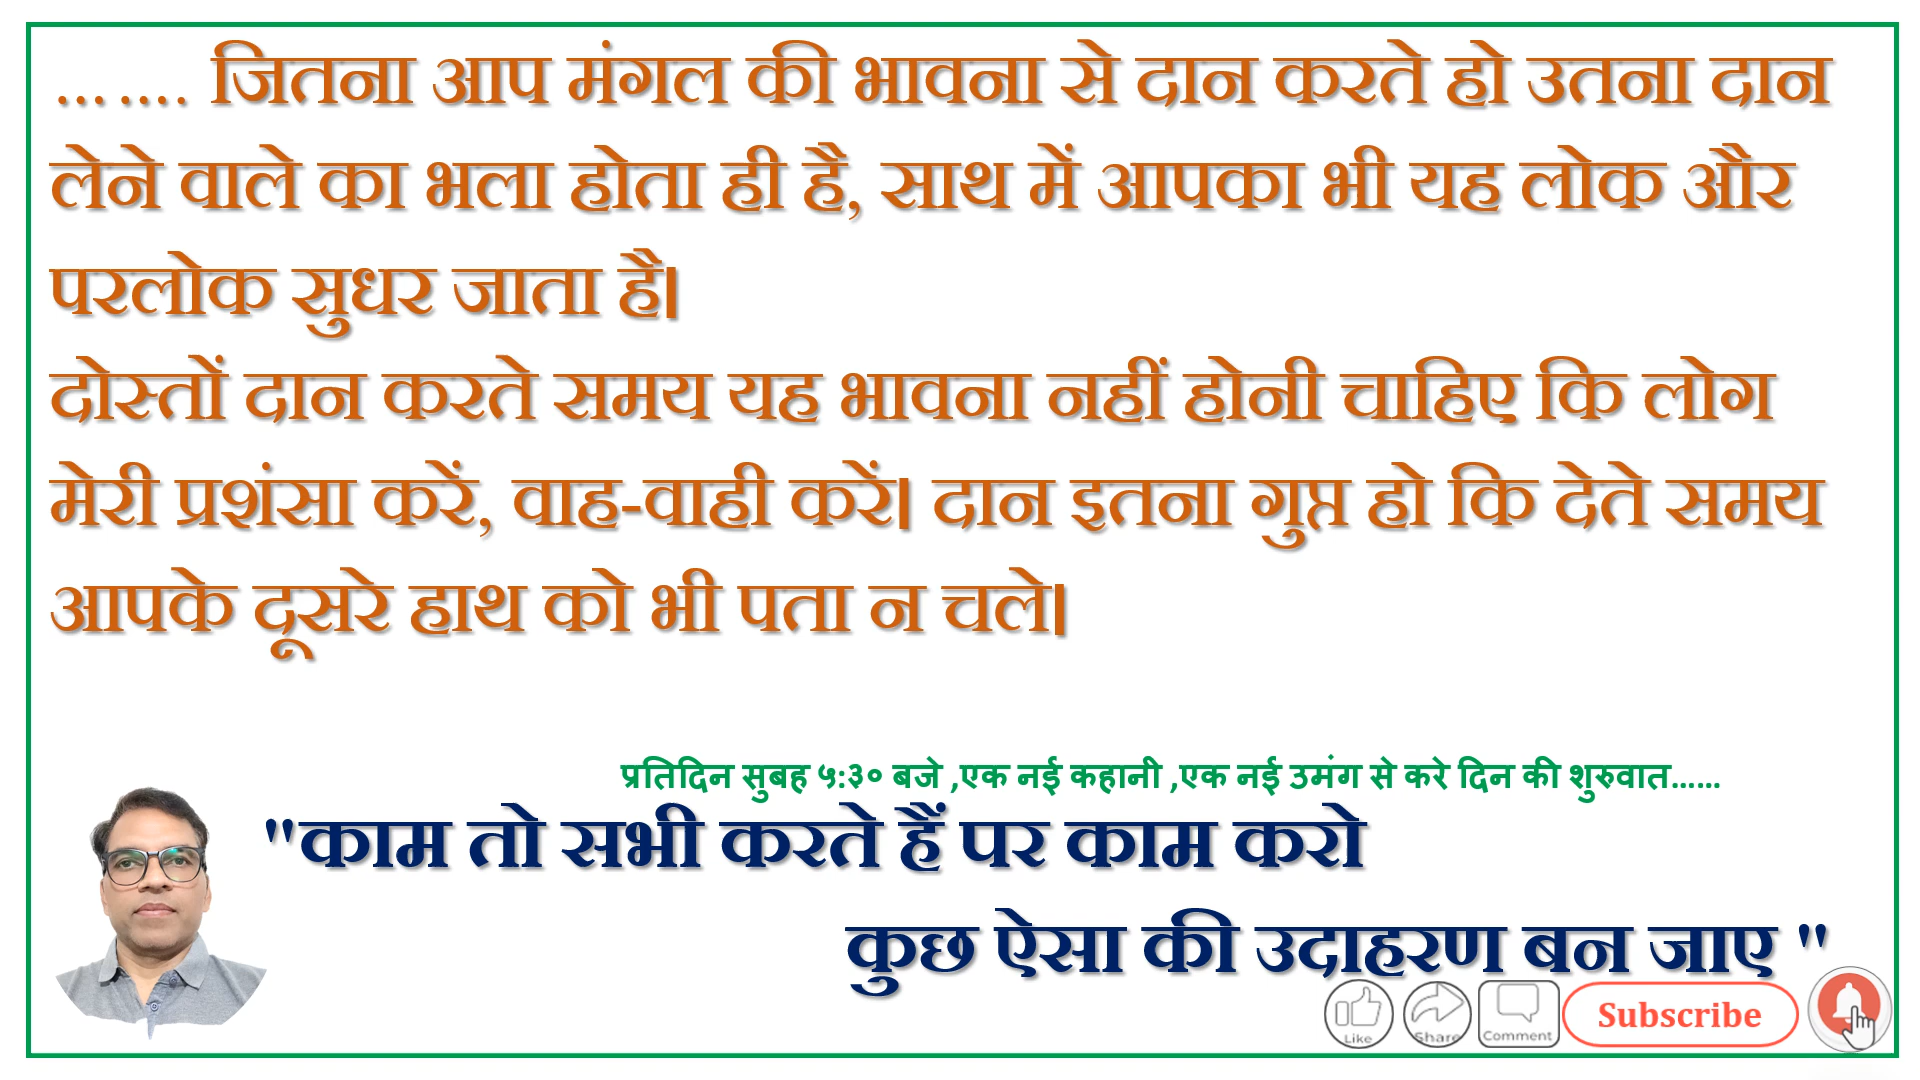 ……. जितना आप मंगल की भावना से दान करते हो उतना दान
लेने वाले का भला होता ही है, साथ में आपका भी यह लोक और
परलोक सुधर जाता है।
दोस्तों दान करते समय यह भावना नहीं होनी चाहिए कि लोग
मेरी प्रशंसा करें, वाह-वाही करें। दान इतना गुप्त हो कि देते समय
आपके दूसरे हाथ को भी पता न चले।
प्रतिदिन सुबह ५:३० बजे ,एक नई कहानी ,एक नई उमंग से करे दिन की शुरुवात......
"काम तो सभी करते हैं पर काम करो
कुछ ऐसा की उदाहरण बन जाए "
Like Share Comment Subscribe